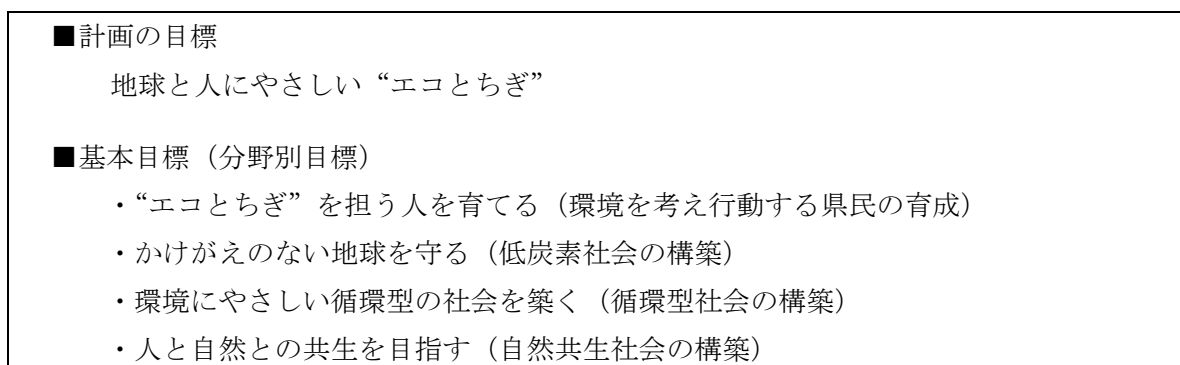 ■計画の目標
地球と人にやさしい“エコとちぎ”
■基本目標（分野別目標）
・“エコとちぎ”を担う人を育てる（環境を考え行動する県民の育成）
・かけがえのない地球を守る（低炭素社会の構築）
・環境にやさしい循環型の社会を築く（循環型社会の構築）
・人と自然との共生を目指す（自然共生社会の構築）